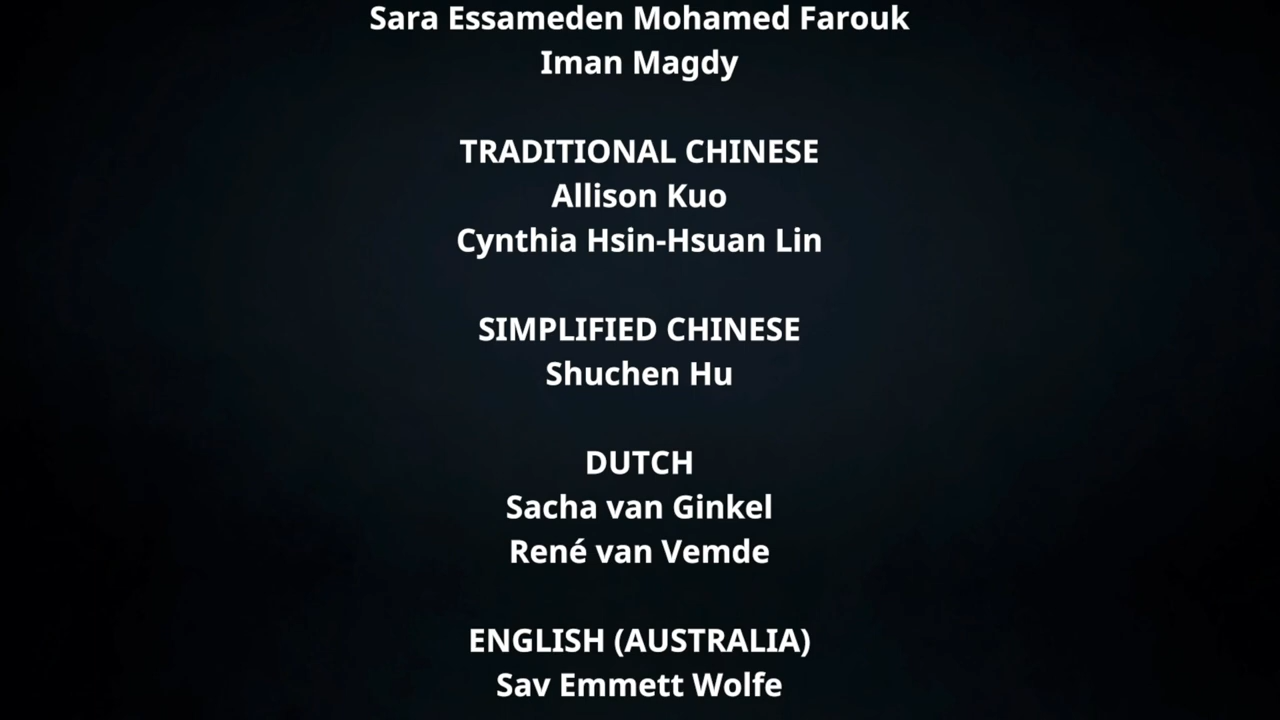 Sara Essameden Mohamed Farouk
Iman Magdy
TRADITIONAL CHINESE
Allison Kuo
Cynthia Hsin-Hsuan Lin
SIMPLIFIED CHINESE
Shuchen Hu
DUTCH
Sacha van Ginkel
René van Vemde
ENGLISH (AUSTRALIA)
Sav Emmett Wolfe